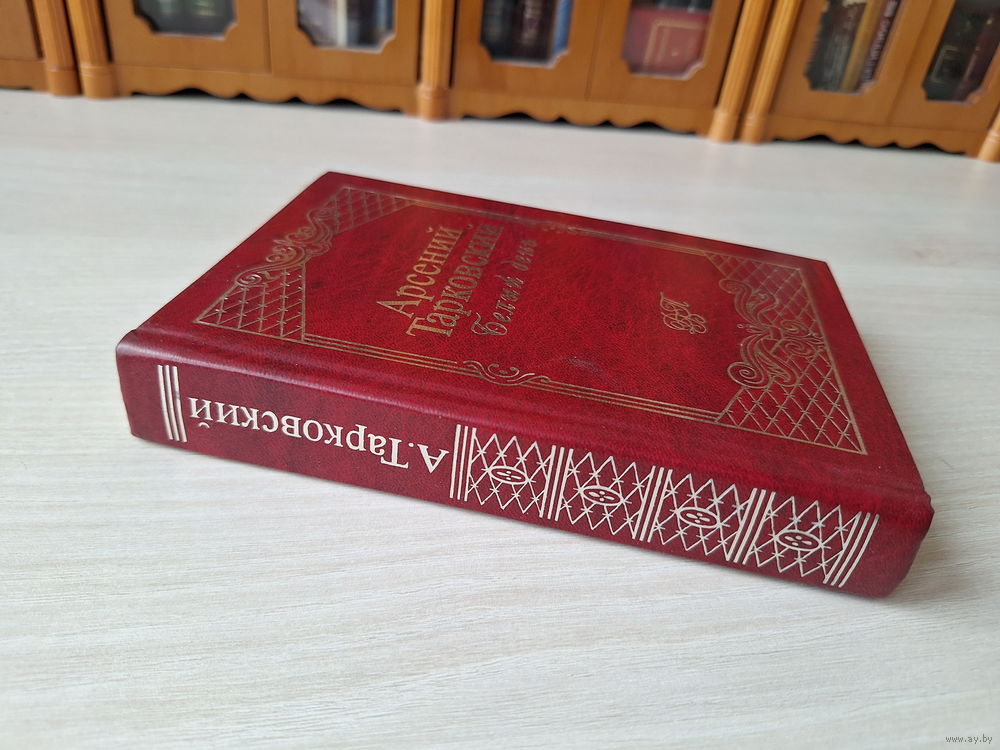 Арсений
Тарковский
Белый день
А.Тарковский
www.ay.by